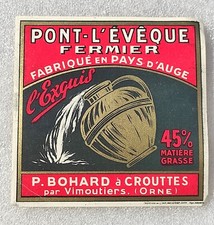 PONT-L'ÉVÊQUE
FERMIER
FABRIQUÉ EN PAYS D'AUGE
l'Exquis
45%
MATIÈRE
GRASSE
P. BOHARD à CROUTTES
par Vimoutiers, (ORNE)